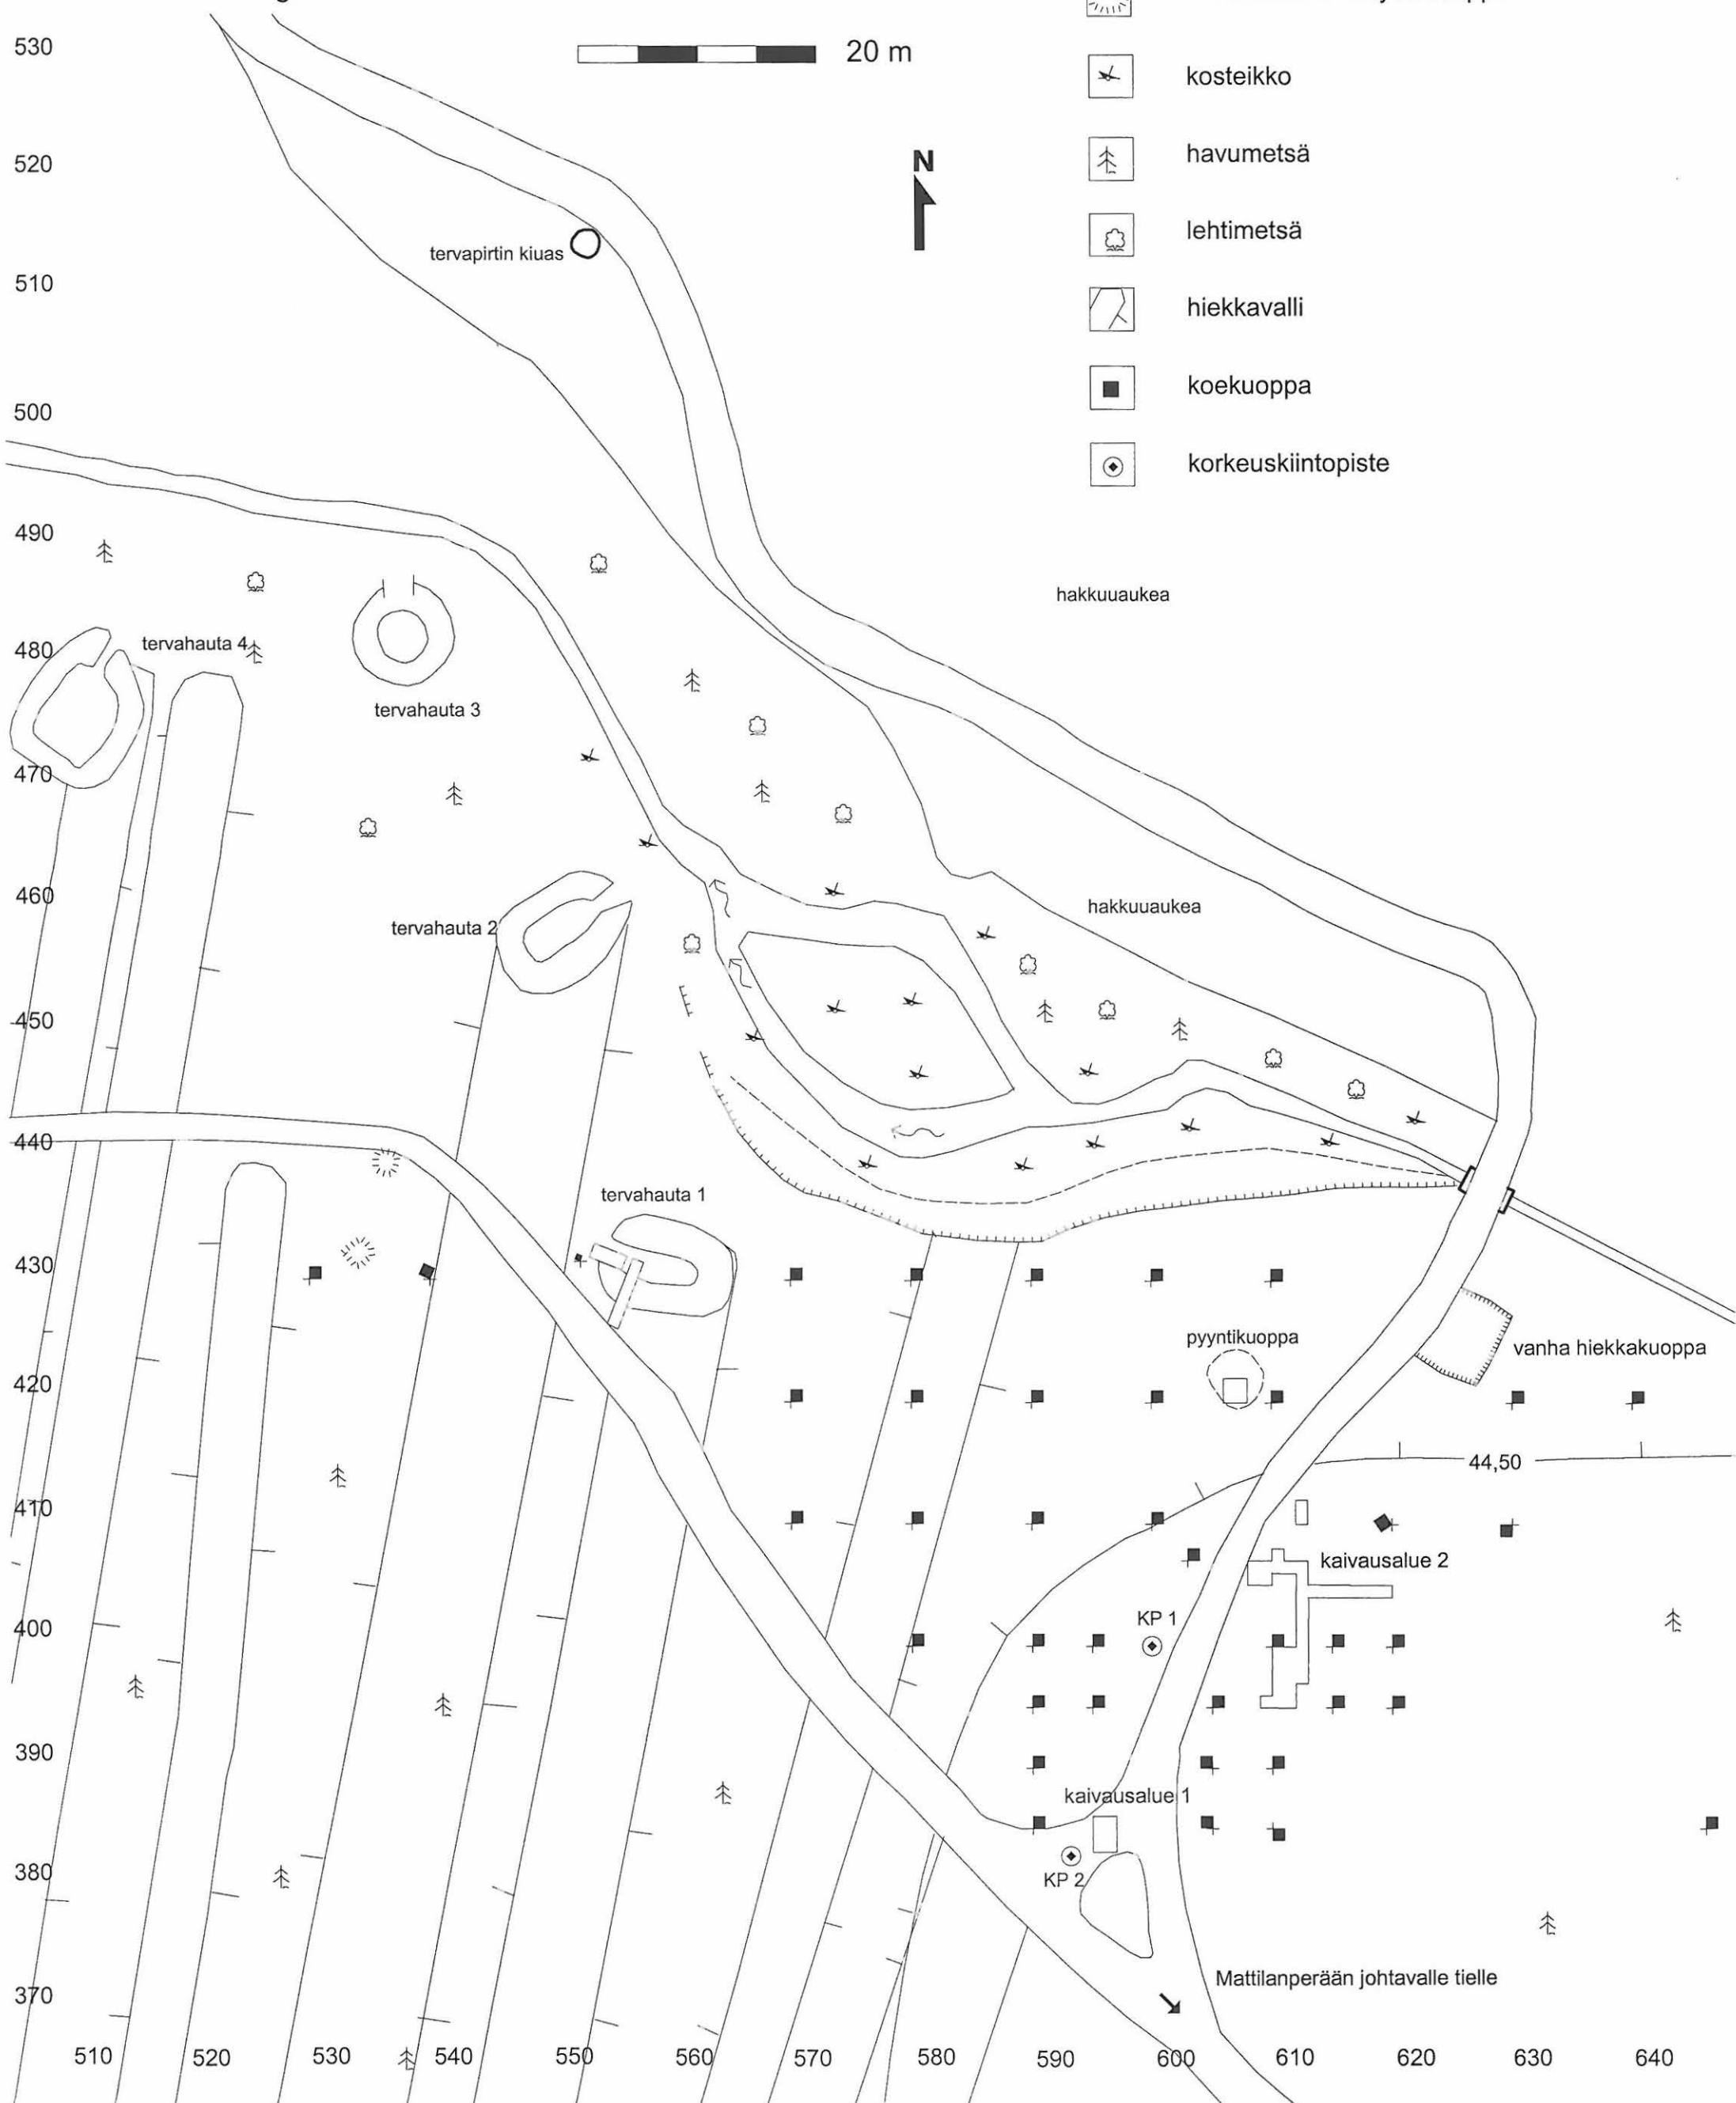 530
20 m
kosteikko
520
N
havumetsä
lehtimetsä
tervapirtin kiuas
510
hiekkavalli
koekuoppa
500
korkeuskiintopiste
490
hakkuuaukea
480
tervahauta 4
tervahauta 3
470
460
tervahauta 2
hakkuuaukea
450
440
tervahauta 1
430
pyyntikuoppa
vanha hiekkakuoppa
420
44,50
410
kaivausalue 2
400
KP 1
390
kaivausalue 1
380
KP 2
370
Mattilanperään johtavalle tielle
510 520 530 540 550 560 570 580 590 600 610 620 630 640